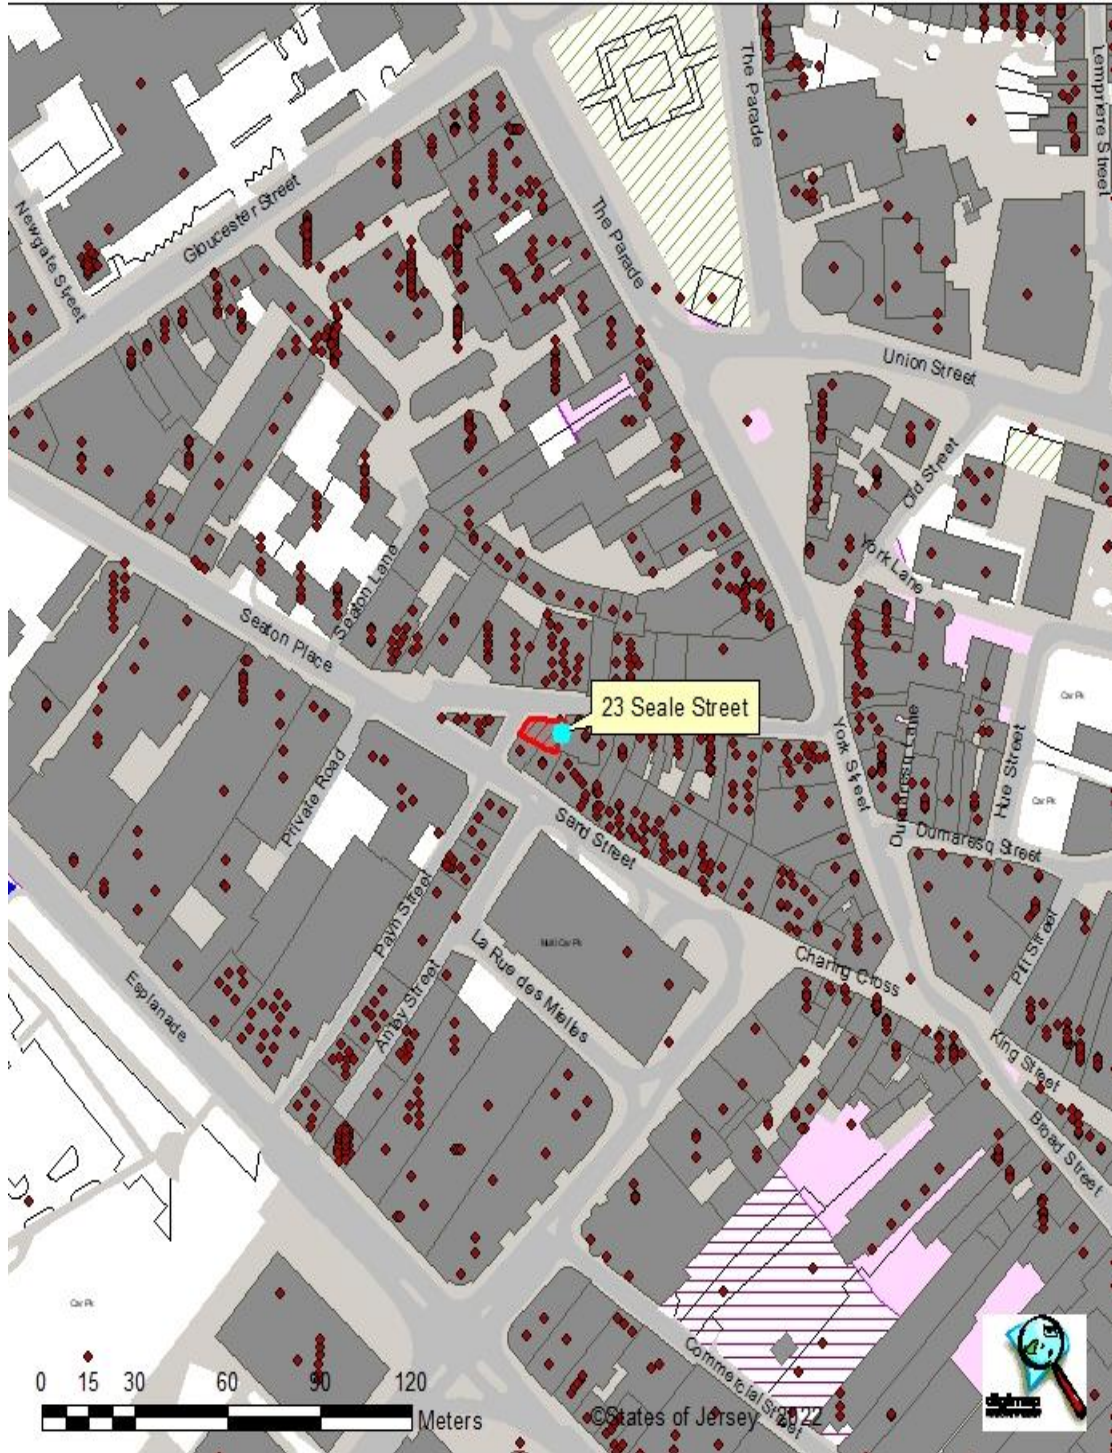 The Parade
Lempriere Street
Gloucester Street
Newgate Street
The Parade
Union Street
Old Street
York Lane
Seaton Lane
Seaton Place
Car Pk
23 Seale Street
York Street
Dumaresq Lane
Hue Street
Private Road
Car Pk
Sand Street
Dumaresq Street
Payn Street
Pitt Street
La Rue des Mielles
Multi Car Pk
Charing Cross
Esplanade
Anley Street
King Street
Broad Street
Car Pk
Commercial Street
0 15 30 60 90 120
Meters
©States of Jersey, 2022
digimap